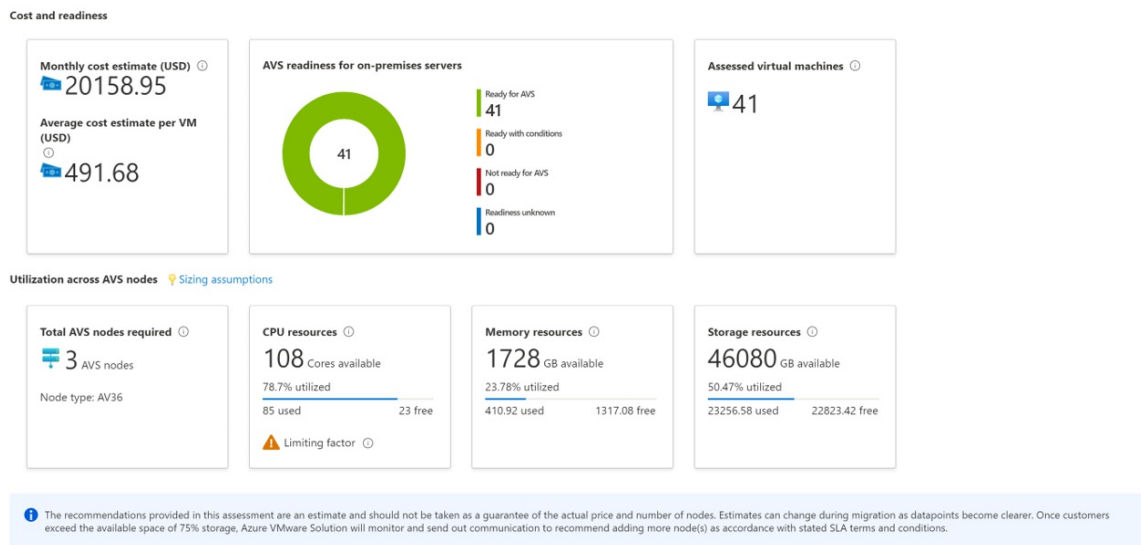 Cost and readiness
Monthly cost estimate (USD)
20158.95
Average cost estimate per VM
(USD)
491.68
AVS readiness for on-premises servers
41
Ready for AVS
41
Ready with conditions
0
Not ready for AVS
0
Readiness unknown
0
Assessed virtual machines
41
Utilization across AVS nodes Sizing assumptions
Total AVS nodes required
3 AVS nodes
Node type: AV36
CPU resources
108 Cores available
78.7% utilized
85 used 23 free
Limiting factor
Memory resources
1728 GB available
23.78% utilized
410.92 used 1317.08 free
Storage resources
46080 GB available
50.47% utilized
23256.58 used 22823.42 free
The recommendations provided in this assessment are an estimate and should not be taken as a guarantee of the actual price and number of nodes. Estimates can change during migration as datapoints become clearer. Once customers
exceed the available space of 75% storage, Azure VMware Solution will monitor and send out communication to recommend adding more node(s) as accordance with stated SLA terms and conditions.